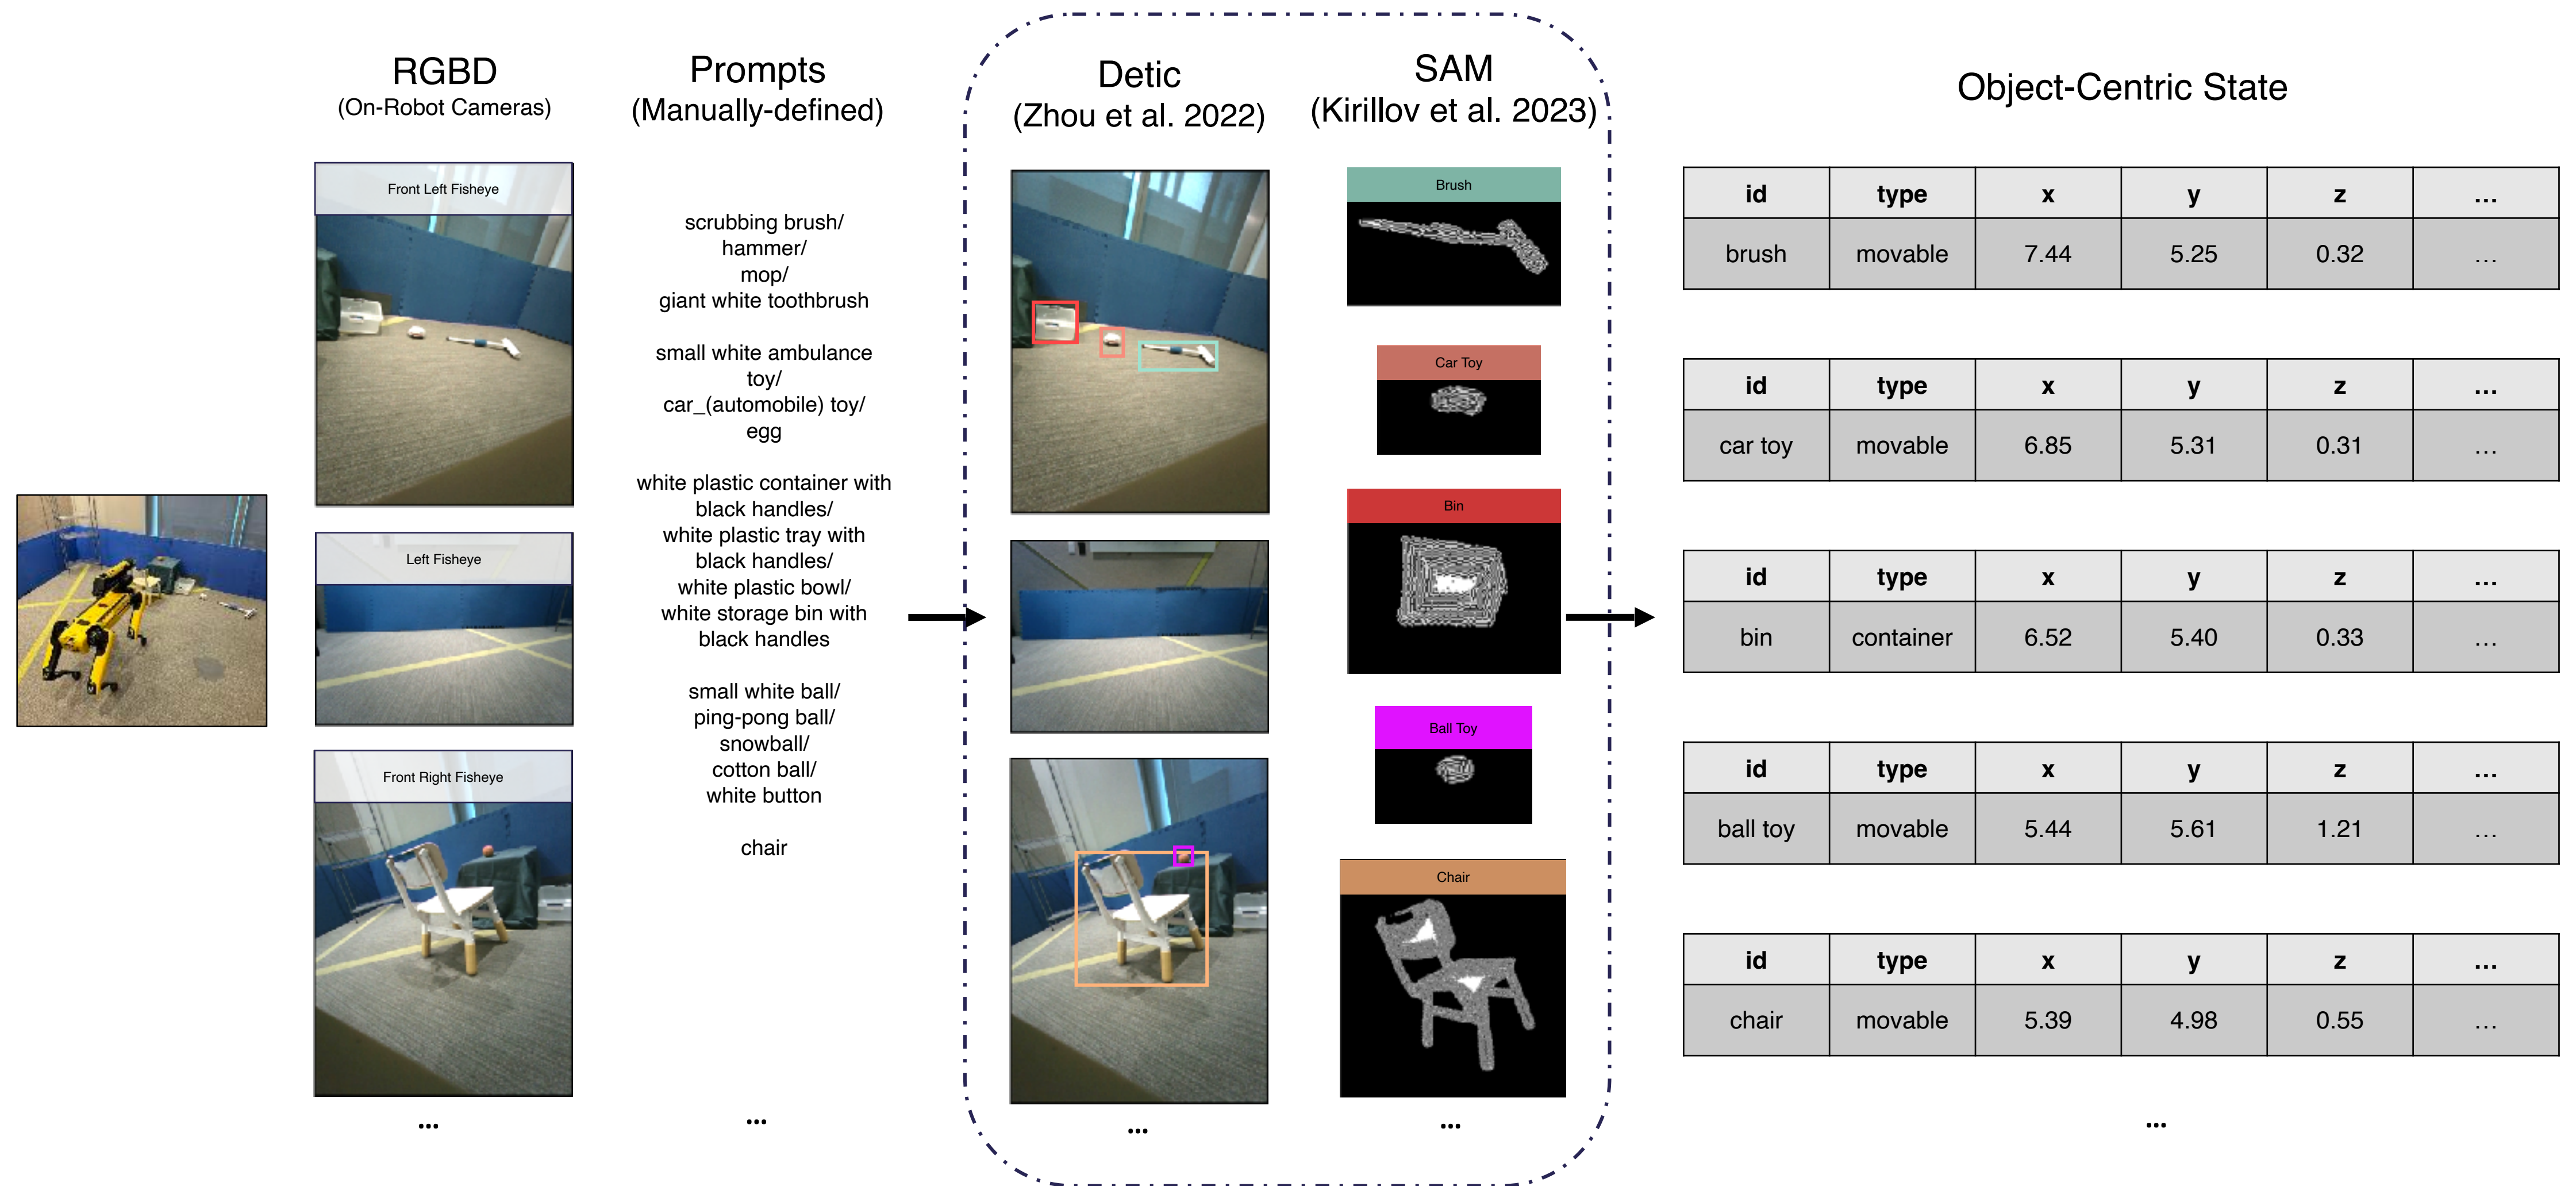 RGBD
(On-Robot Cameras)
Front Left Fisheye
Left Fisheye
Front Right Fisheye
...
Prompts
(Manually-defined)
scrubbing brush/
hammer/
mop/
giant white toothbrush
small white ambulance
toy/
car_(automobile) toy/
egg
white plastic container with
black handles/
white plastic tray with
black handles/
white plastic bowl/
white storage bin with
black handles
small white ball/
ping-pong ball/
snowball/
cotton ball/
white button
chair
...
Detic
(Zhou et al. 2022)
...
SAM
(Kirillov et al. 2023)
Brush
Car Toy
Bin
Ball Toy
Chair
...
Object-Centric State
id type x y z ...
brush movable 7.44 5.25 0.32 ...
id type x y z ...
car toy movable 6.85 5.31 0.31 ...
id type x y z ...
bin container 6.52 5.40 0.33 ...
id type x y z ...
ball toy movable 5.44 5.61 1.21 ...
id type x y z ...
chair movable 5.39 4.98 0.55 ...
...